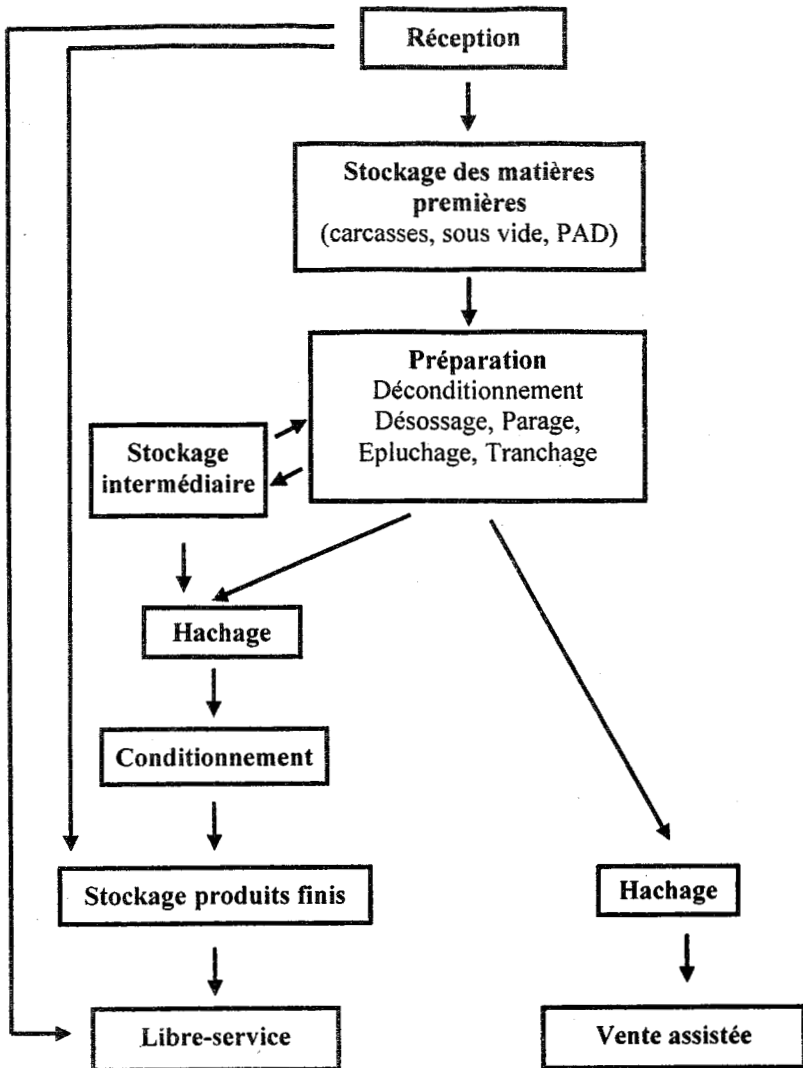 Réception
Stockage des matières
premières
(carcasses, sous vide, PAD)
Préparation
Déconditionnement
Désossage, Parage,
Epluchage, Tranchage
Stockage
intermédiaire
Hachage
Conditionnement
Stockage produits finis
Hachage
Libre-service
Vente assistée